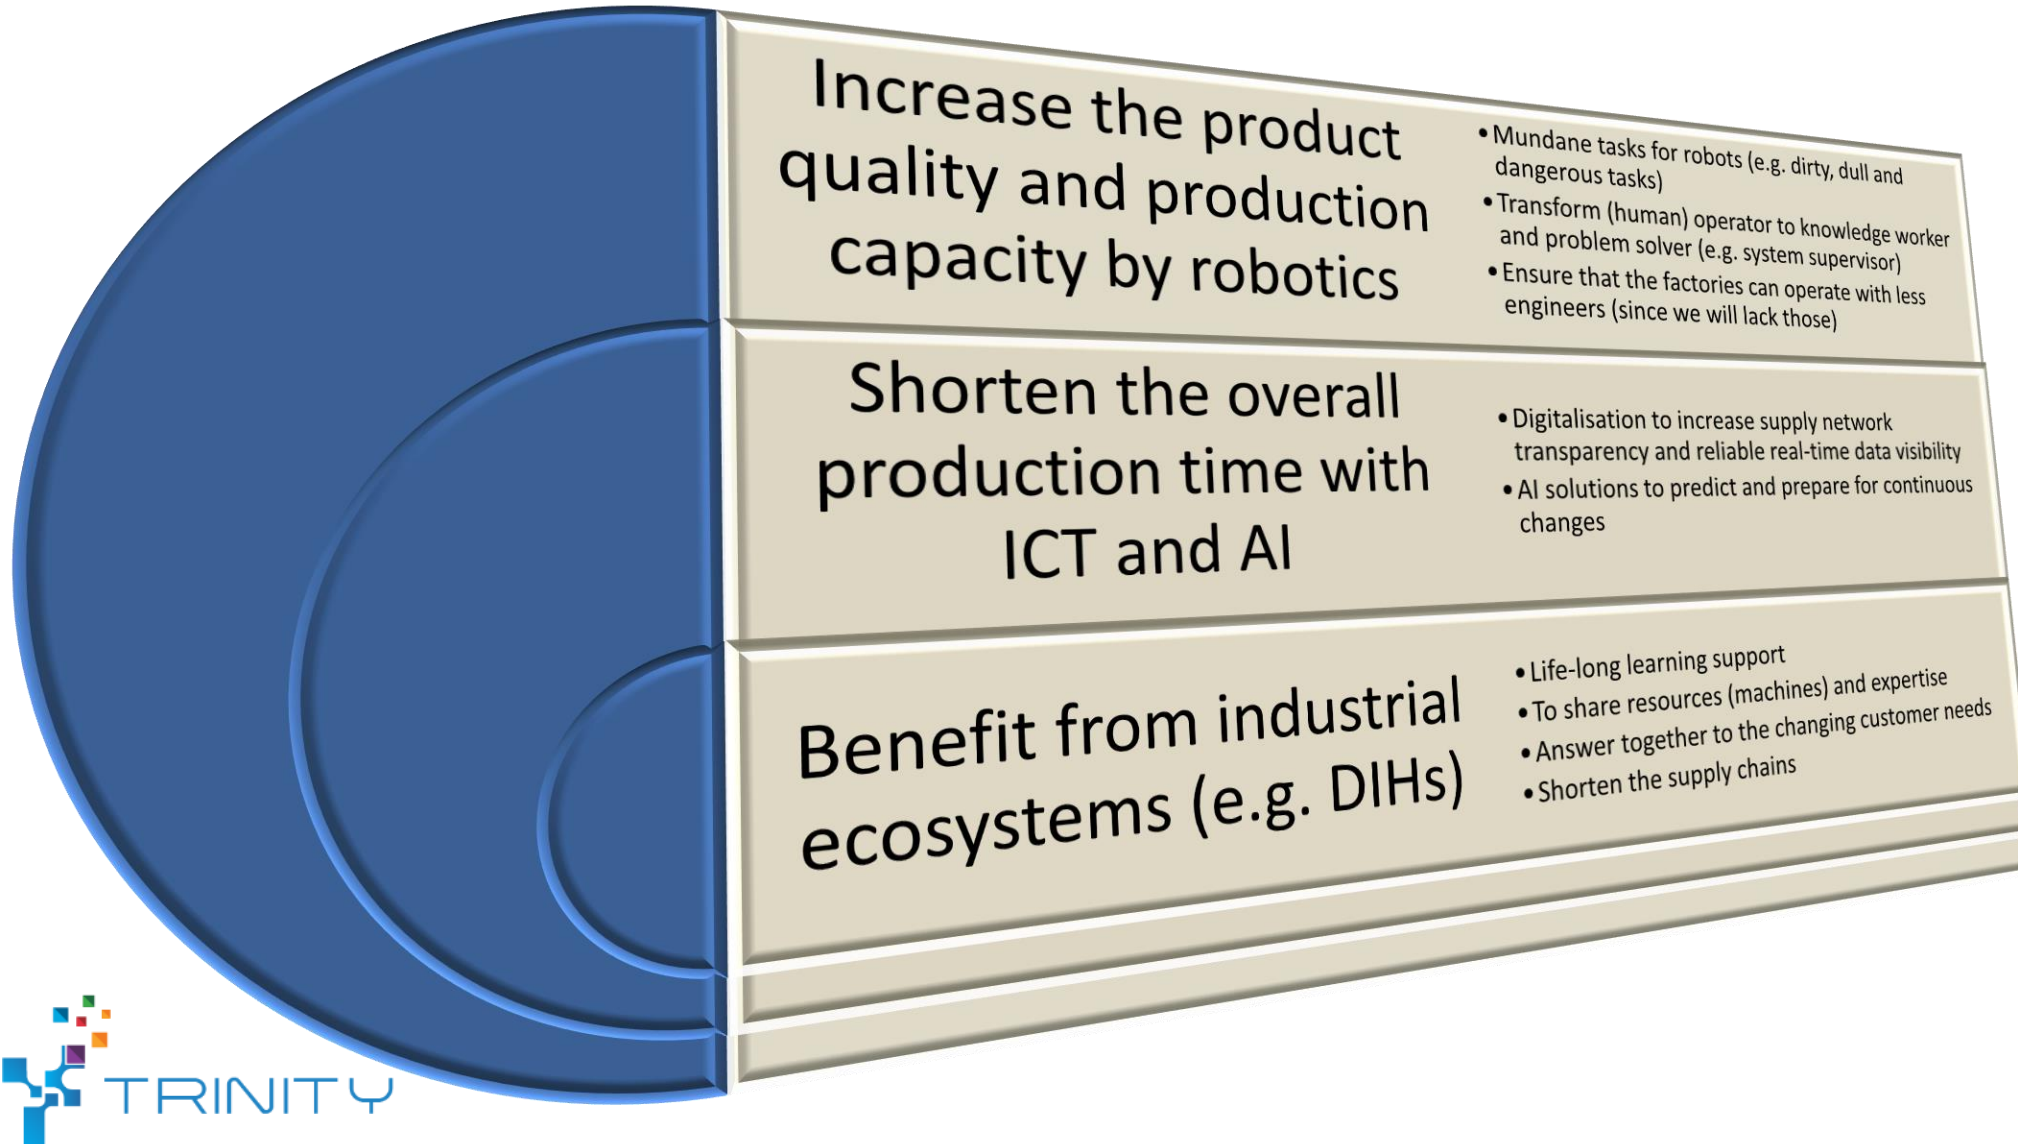 Increase the product
quality and production
capacity by robotics
• Mundane tasks for robots (e.g. dirty, dull and
dangerous tasks)
• Transform (human) operator to knowledge worker
and problem solver (e.g. system supervisor)
• Ensure that the factories can operate with less
engineers (since we will lack those)
Shorten the overall
production time with
ICT and AI
• Digitalisation to increase supply network
transparency and reliable real-time data visibility
• AI solutions to predict and prepare for continuous
changes
Benefit from industrial
ecosystems (e.g. DIHs)
• Life-long learning support
• To share resources (machines) and expertise
• Answer together to the changing customer needs
• Shorten the supply chains
TRINITY